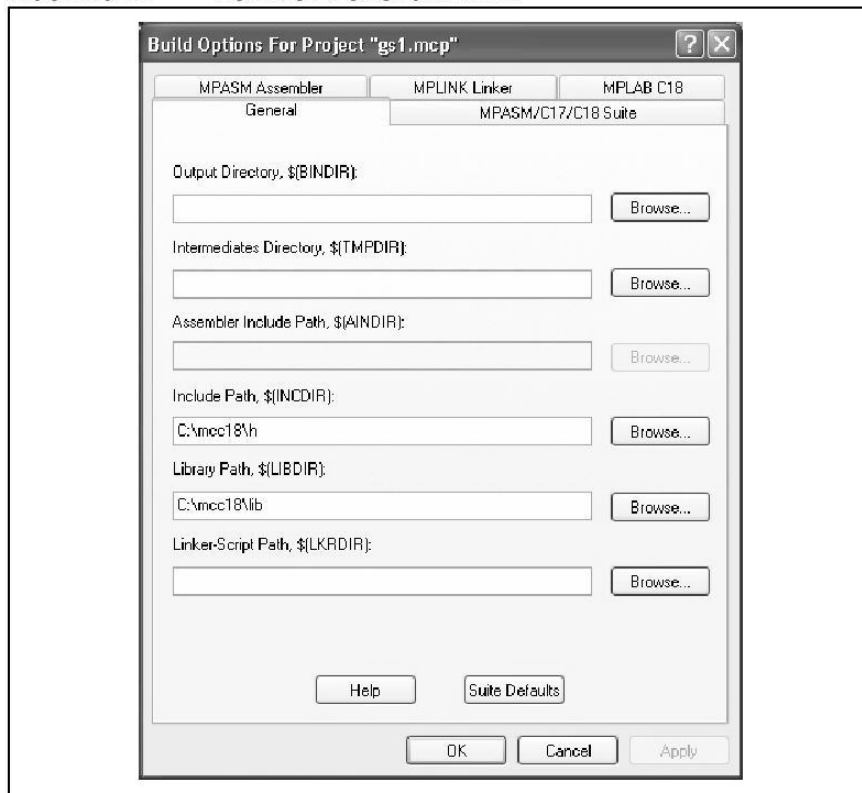 Build Options For Project "gs1.mcp"
MPASM Assembler MPLINK Linker MPLAB C18
General MPASM/C17/C18 Suite
Output Directory, $(BINDIR):
Browse...
Intermediates Directory, $(TMPDIR):
Browse...
Assembler Include Path, $(AINDIR):
Browse...
Include Path, $(INCDIR):
C:\mcc18\h Browse...
Library Path, $(LIBDIR):
C:\mcc18\lib Browse...
Linker-Script Path, $(LKRDIR):
Browse...
Help Suite Defaults
OK Cancel Apply